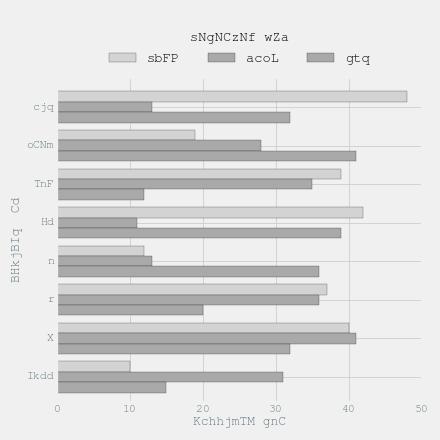 sNgNCzNf wZa
sbFP acoL gtq
cjq
oCNm
TnF
Hd
n
r
X
Ikdd
BHkjBIq Cd
0 10 20 30 40 50
KchhjmTM gnC